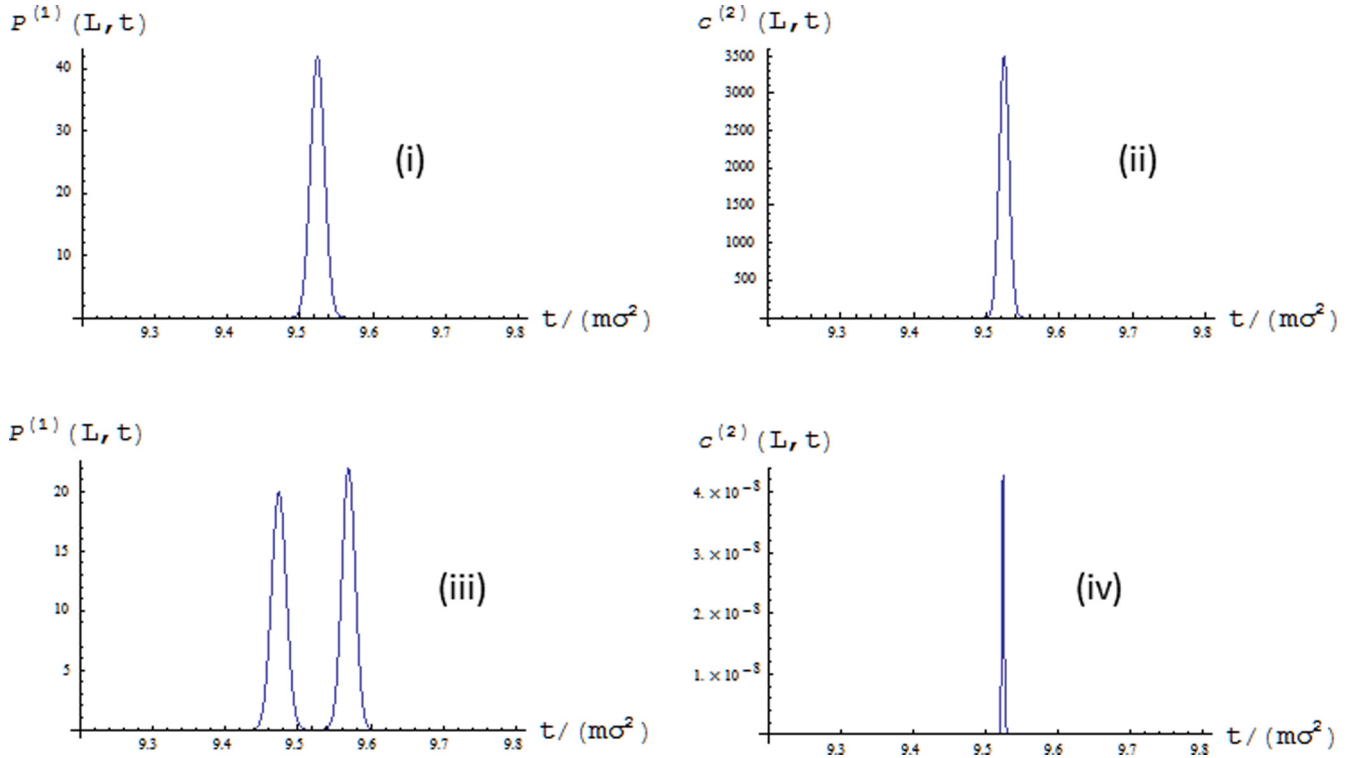 P(1)(L,t)
40
30
20
10
(i)
9.3 9.4 9.5 9.6 9.7 9.8
t/(mσ²)
c(2)(L,t)
3500
3000
2500
2000
1500
1000
500
(ii)
9.3 9.4 9.5 9.6 9.7 9.8
t/(mσ²)
P(1)(L,t)
20
15
10
5
(iii)
9.3 9.4 9.5 9.6 9.7 9.8
t/(mσ²)
c(2)(L,t)
4.×10⁻⁸
3.×10⁻⁸
2.×10⁻⁸
1.×10⁻⁸
(iv)
9.3 9.4 9.5 9.6 9.7 9.8
t/(mσ²)